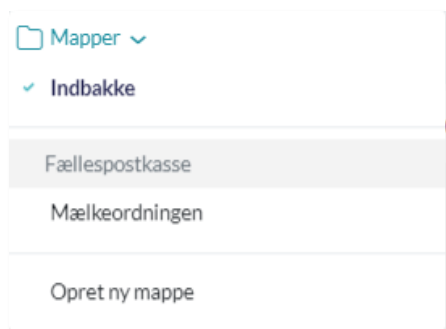 Mapper
Indbakke
Fællespostkasse
Mælkeordningen
Opret ny mappe